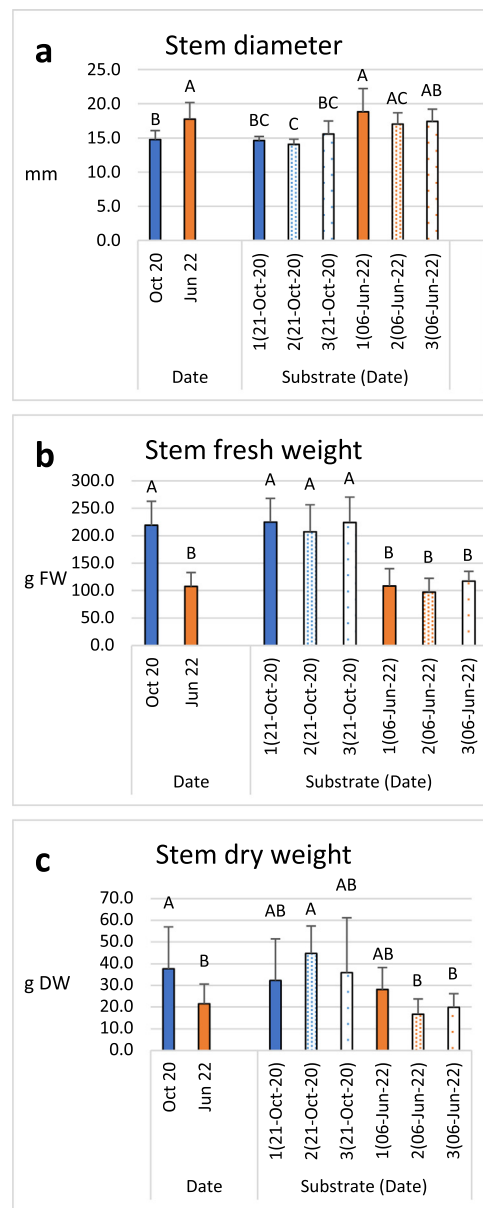 a Stem diameter
25.0
20.0
15.0
10.0
5.0
0.0
mm
B A BC C BC A AC AB
Oct 20
Jun 22
1(21-Oct-20)
2(21-Oct-20)
3(21-Oct-20)
1(06-Jun-22)
2(06-Jun-22)
3(06-Jun-22)
Date Substrate (Date)
b Stem fresh weight
300.0
250.0
200.0
150.0
100.0
50.0
0.0
g FW
A B A A A B B B
Oct 20
Jun 22
1(21-Oct-20)
2(21-Oct-20)
3(21-Oct-20)
1(06-Jun-22)
2(06-Jun-22)
3(06-Jun-22)
Date Substrate (Date)
c Stem dry weight
70.0
60.0
50.0
40.0
30.0
20.0
10.0
0.0
g DW
A B AB A AB AB B B
Oct 20
Jun 22
1(21-Oct-20)
2(21-Oct-20)
3(21-Oct-20)
1(06-Jun-22)
2(06-Jun-22)
3(06-Jun-22)
Date Substrate (Date)